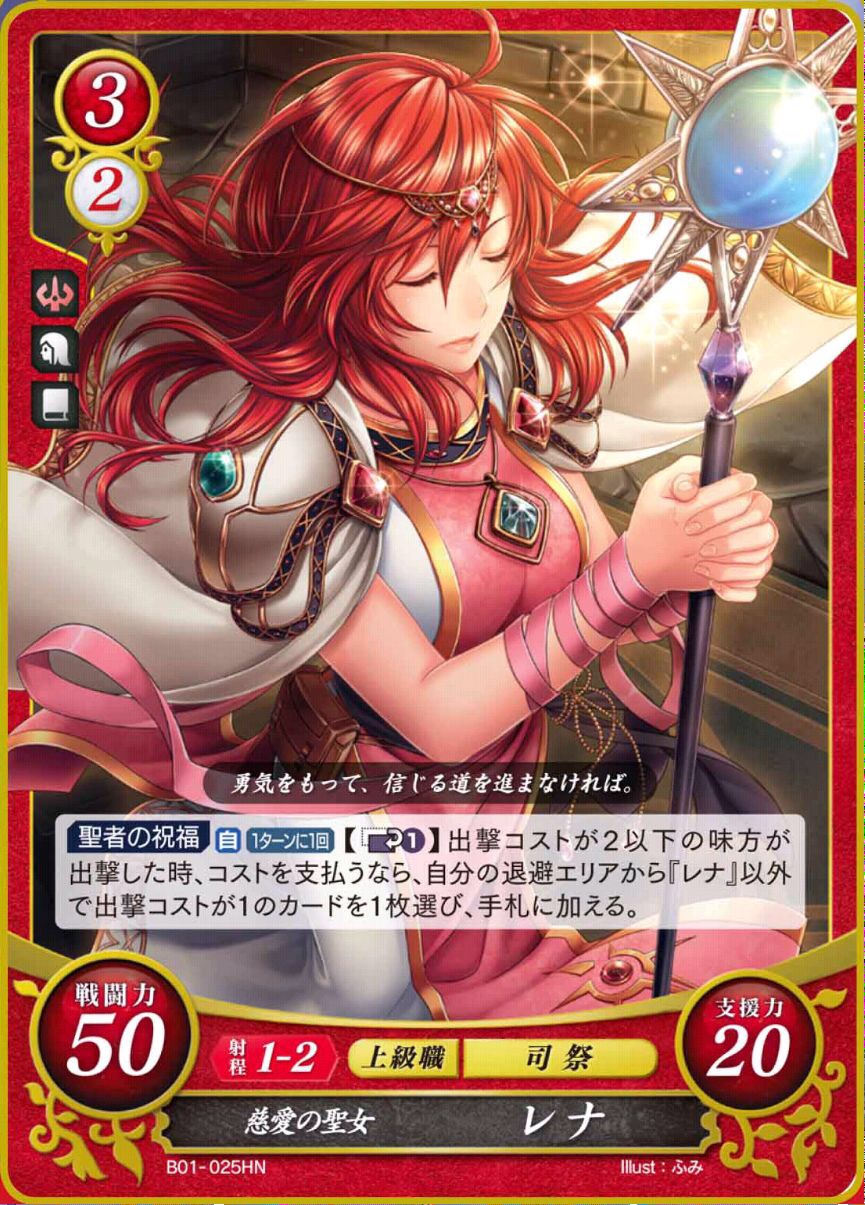 3
2
勇気をもって、信じる道を進まなければ。
聖者の祝福 自 1ターンに1回 【1】出撃コストが2以下の味方が
出撃した時、コストを支払うなら、自分の退避エリアから『レナ』以外
で出撃コストが1のカードを1枚選び、手札に加える。
戦闘力
50
射程 1-2 上級職 司祭
支援力
20
慈愛の聖女 レナ
B01-025HN Illust：ふみ